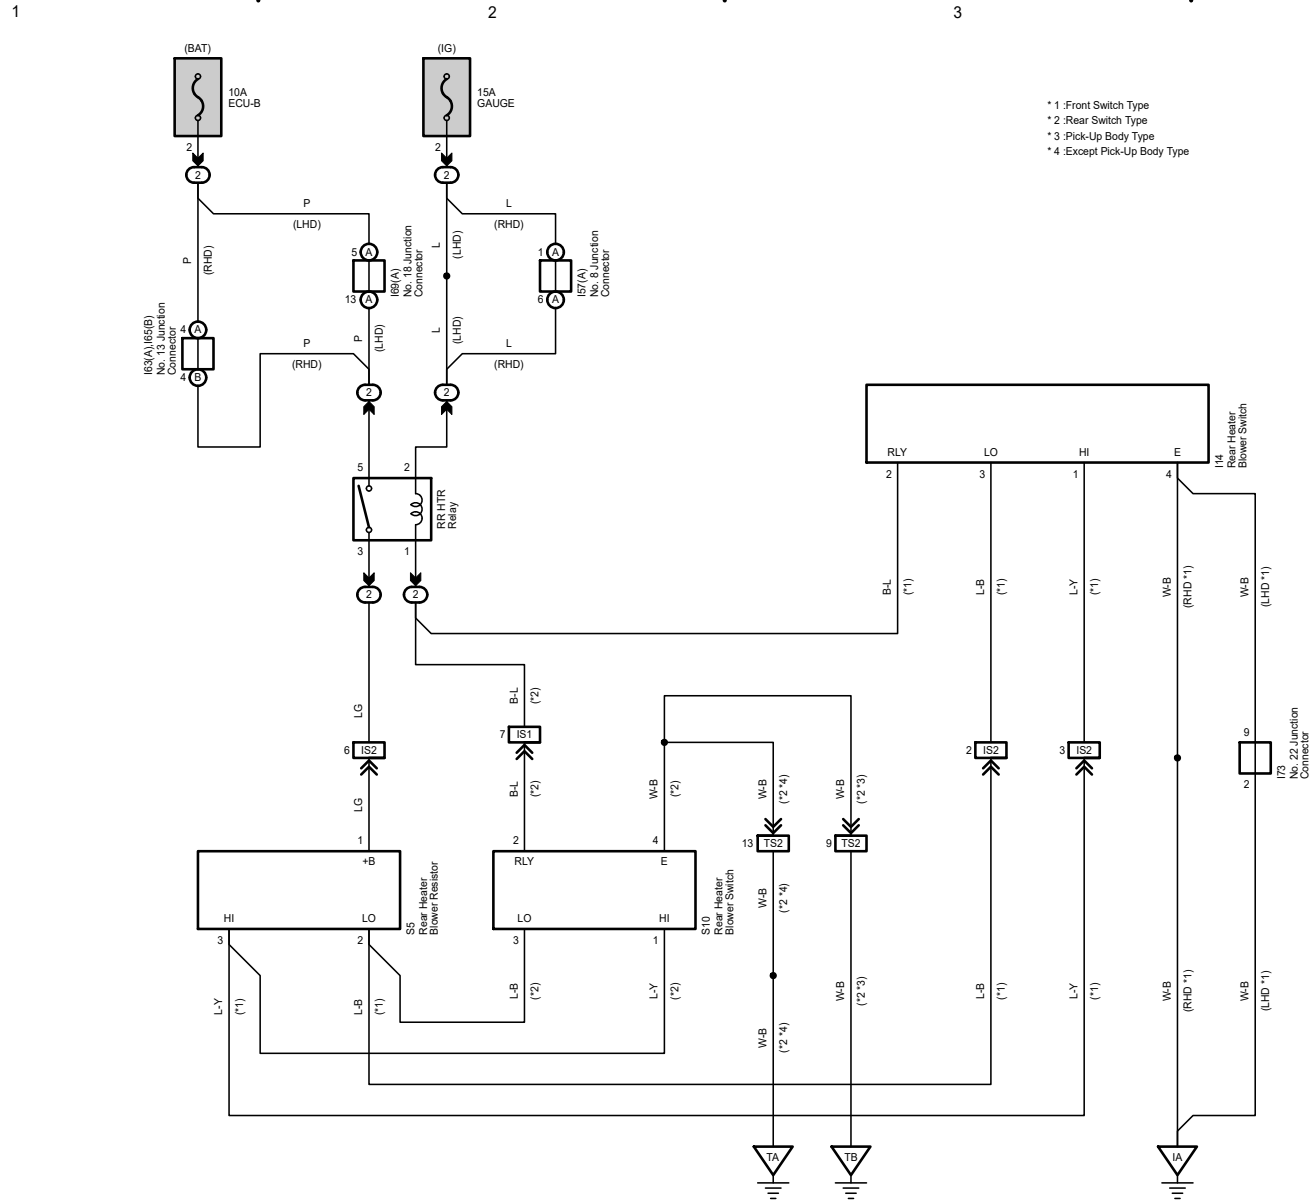 1
2
3
(BAT)
(IG)
10A
ECU-B
15A
GAUGE
* 1 :Front Switch Type
* 2 :Rear Switch Type
* 3 :Pick-Up Body Type
* 4 :Except Pick-Up Body Type
2
2
2
2
P
(LHD)
L
(RHD)
P
(RHD)
L
(LHD)
5
A
13
A
I69(A)
No. 18 Junction
Connector
1
A
6
A
I57(A)
No. 8 Junction
Connector
4
A
4
B
I63(A),I65(B)
No. 13 Junction
Connector
P
(LHD)
L
(LHD)
P
(RHD)
L
(RHD)
2
2
RLY
LO
HI
E
2
3
1
4
I14
Rear Heater
Blower Switch
5
2
RR HTR
Relay
3
1
2
2
B-L
(*1)
L-B
(*1)
L-Y
(*1)
W-B
(RHD *1)
W-B
(LHD *1)
LG
B-L
(*2)
6
IS2
7
IS1
2
IS2
3
IS2
9
2
I73
No. 22 Junction
Connector
LG
B-L
(*2)
W-B
(*2)
W-B
(*2 *4)
W-B
(*2 *3)
1
2
4
13
TS2
9
TS2
+B
RLY
E
HI
LO
LO
HI
S5
Rear Heater
Blower Resistor
S10
Rear Heater
Blower Switch
W-B
(*2 *4)
3
2
3
1
L-Y
(*1)
L-B
(*1)
L-B
(*2)
L-Y
(*2)
W-B
(*2 *3)
L-B
(*1)
L-Y
(*1)
W-B
(RHD *1)
W-B
(LHD *1)
W-B
(*2 *4)
TA
TB
IA